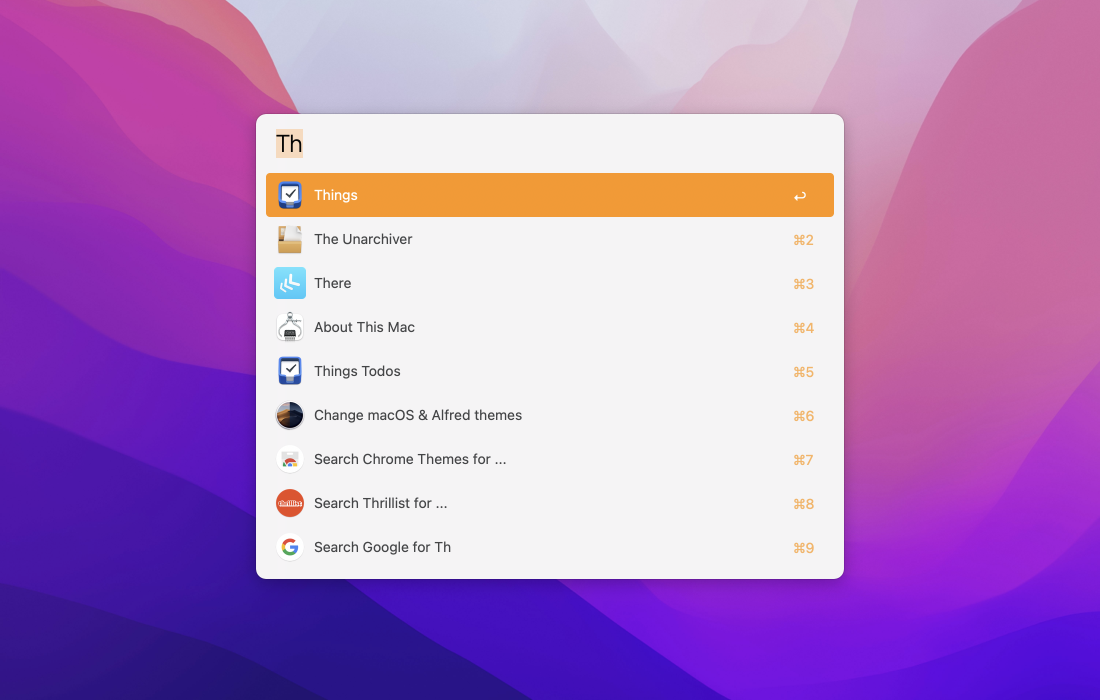 Th
Things ↩
The Unarchiver ⌘2
There ⌘3
About This Mac ⌘4
Things Todos ⌘5
Change macOS & Alfred themes ⌘6
Search Chrome Themes for ... ⌘7
thrillist Search Thrillist for ... ⌘8
Search Google for Th ⌘9